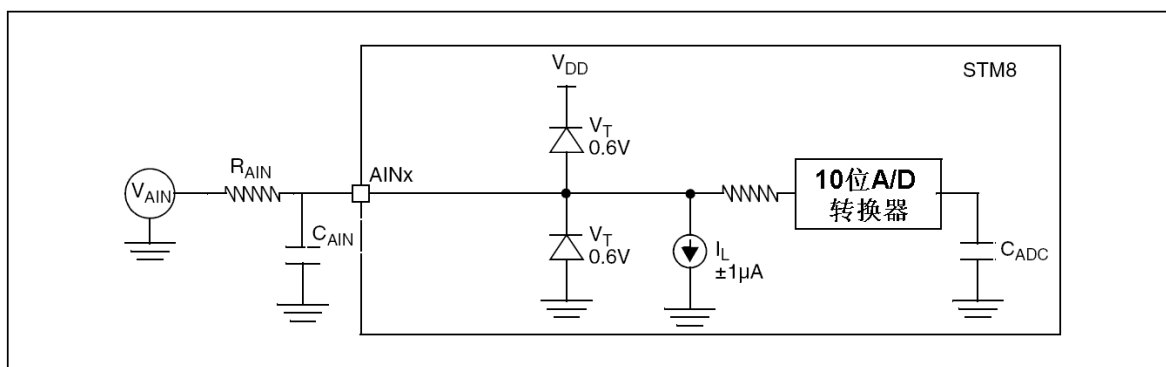 STM8
VDD
VT
0.6V
RAIN
AINx
VAIN
10位A/D
转换器
CAIN
VT
0.6V
IL
±1µA
CADC